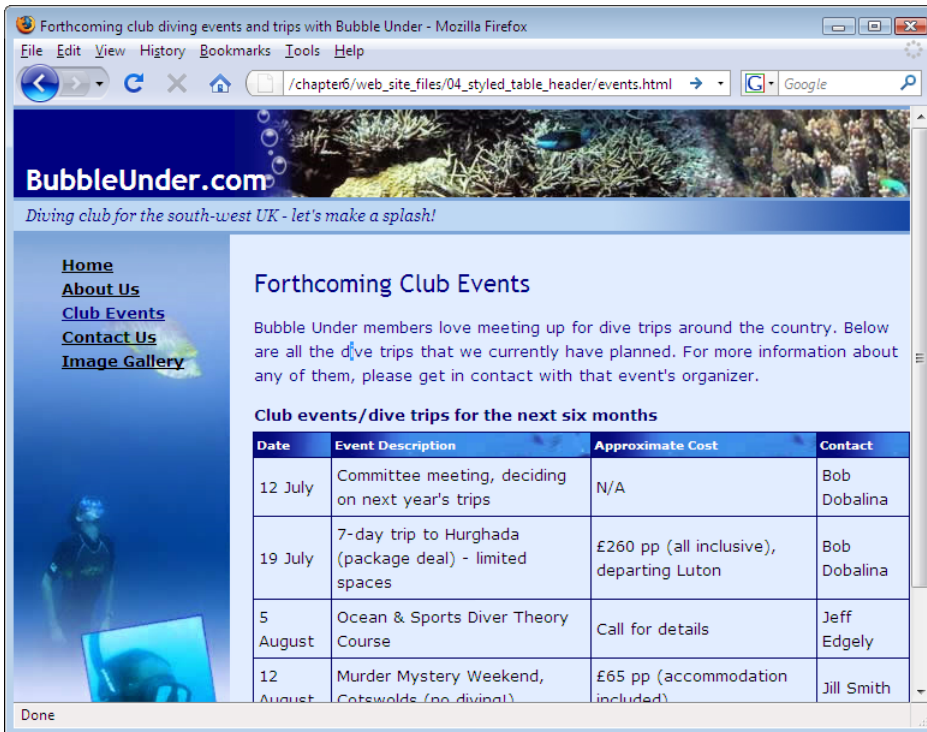 Forthcoming club diving events and trips with Bubble Under - Mozilla Firefox
File Edit View History Bookmarks Tools Help
/chapter6/web_site_files/04_styled_table_header/events.html
G Google
BubbleUnder.com
Diving club for the south-west UK - let's make a splash!
Home
About Us
Club Events
Contact Us
Image Gallery
Forthcoming Club Events
Bubble Under members love meeting up for dive trips around the country. Below
are all the dive trips that we currently have planned. For more information about
any of them, please get in contact with that event's organizer.
Club events/dive trips for the next six months
Date Event Description Approximate Cost Contact
12 July Committee meeting, deciding
on next year's trips N/A Bob
Dobalina
19 July 7-day trip to Hurghada
(package deal) - limited
spaces £260 pp (all inclusive),
departing Luton Bob
Dobalina
5
August Ocean & Sports Diver Theory
Course Call for details Jeff
Edgely
12
August Murder Mystery Weekend,
Cotswolds (no diving!) £65 pp (accommodation
included) Jill Smith
Done